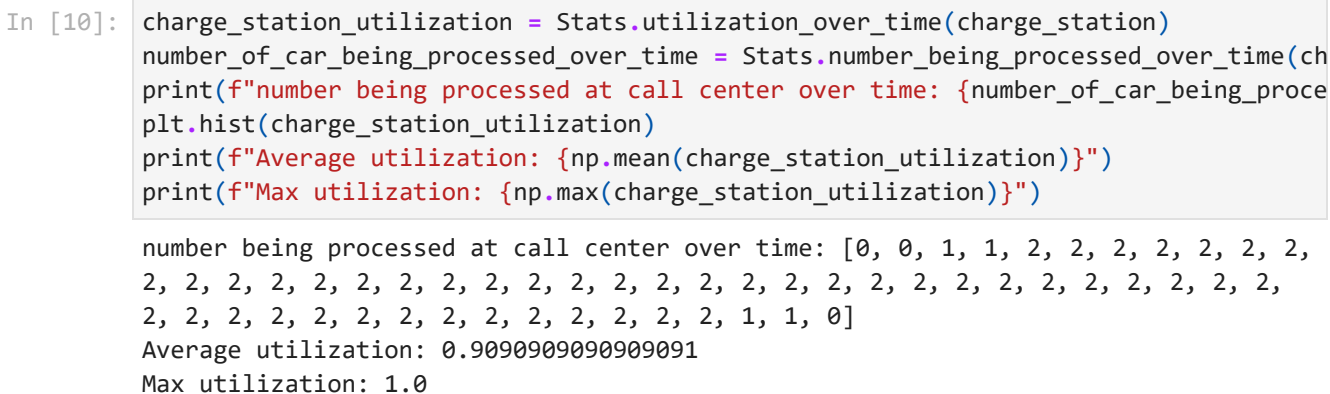 In [10]: charge_station_utilization = Stats.utilization_over_time(charge_station)
number_of_car_being_processed_over_time = Stats.number_being_processed_over_time(ch
print(f"number being processed at call center over time: {number_of_car_being_proce
plt.hist(charge_station_utilization)
print(f"Average utilization: {np.mean(charge_station_utilization)}")
print(f"Max utilization: {np.max(charge_station_utilization)}")
number being processed at call center over time: [0, 0, 1, 1, 2, 2, 2, 2, 2, 2, 2,
2, 2, 2, 2, 2, 2, 2, 2, 2, 2, 2, 2, 2, 2, 2, 2, 2, 2, 2, 2, 2, 2, 2, 2, 2, 2, 2,
2, 2, 2, 2, 2, 2, 2, 2, 2, 2, 2, 2, 2, 2, 1, 1, 0]
Average utilization: 0.9090909090909091
Max utilization: 1.0